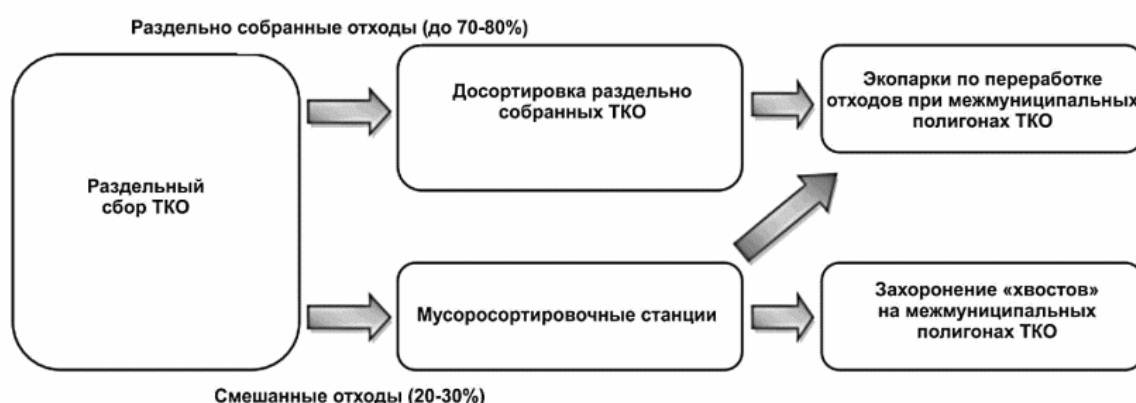 Раздельно собранные отходы (до 70-80%)
Раздельный
сбор ТКО
Досортировка раздельно
собранных ТКО
Экопарки по переработке
отходов при межмуниципальных
полигонах ТКО
Мусоросортировочные станции
Захоронение «хвостов»
на межмуниципальных
полигонах ТКО
Смешанные отходы (20-30%)